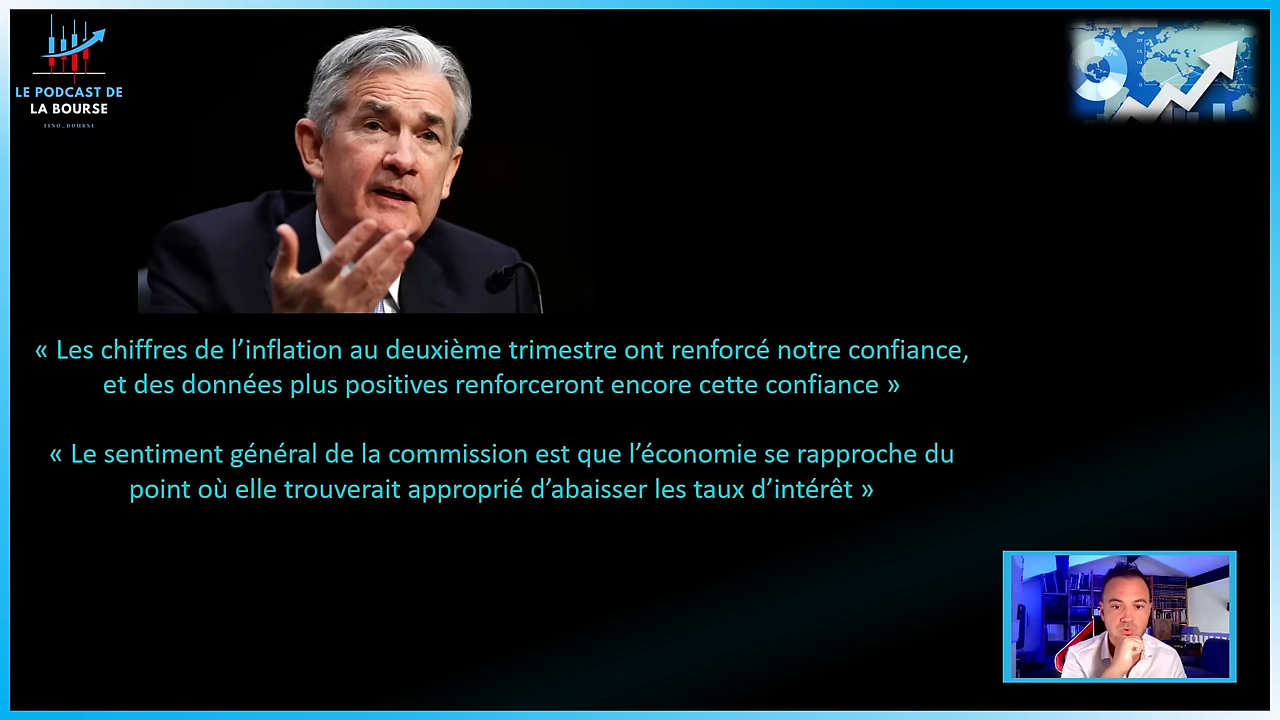 LE PODCAST DE
LA BOURSE
TINO_BOURSE
« Les chiffres de l’inflation au deuxième trimestre ont renforcé notre confiance,
et des données plus positives renforceront encore cette confiance »
« Le sentiment général de la commission est que l’économie se rapproche du
point où elle trouverait approprié d’abaisser les taux d’intérêt »